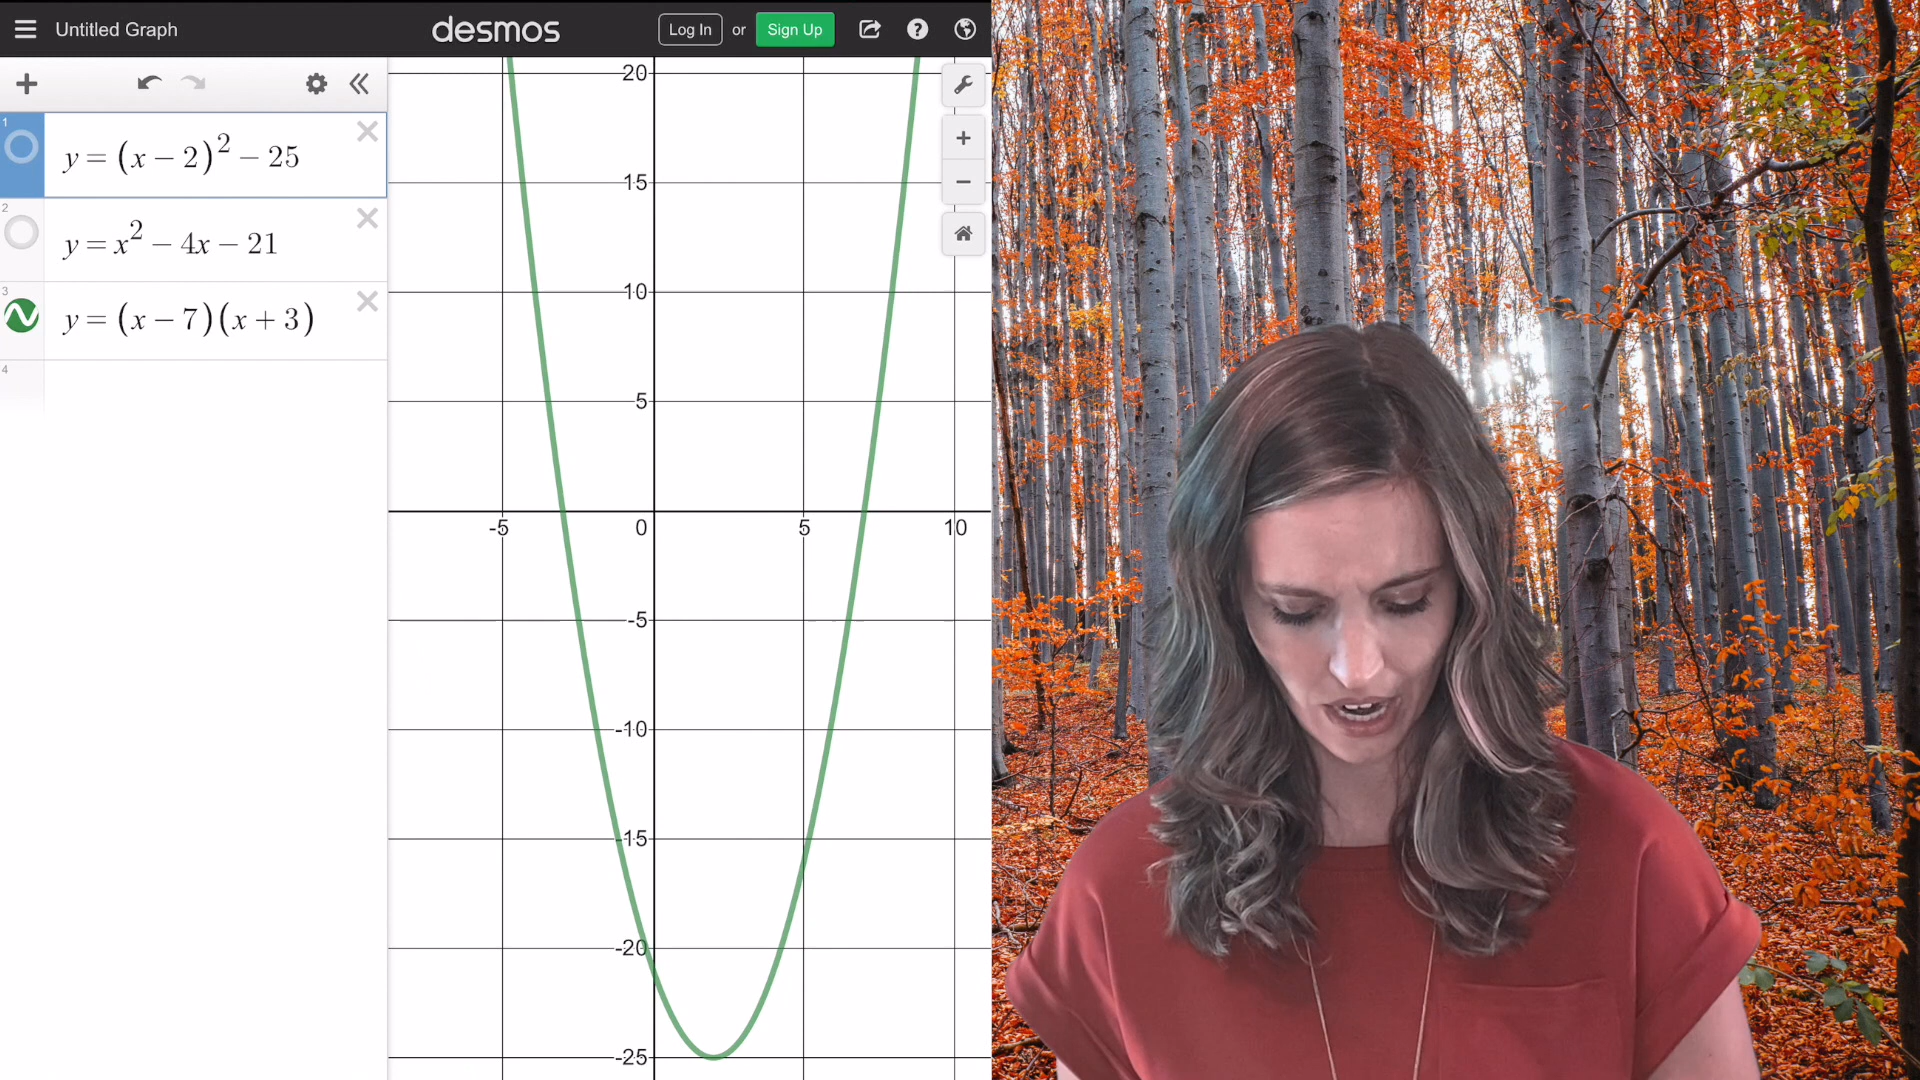 Untitled Graph
desmos
Log In or Sign Up
1
y = (x − 2)² − 25
2
y = x² − 4x − 21
3
y = (x − 7)(x + 3)
4
20
15
10
5
-5 0 5 10
-5
-10
-15
-20
-25